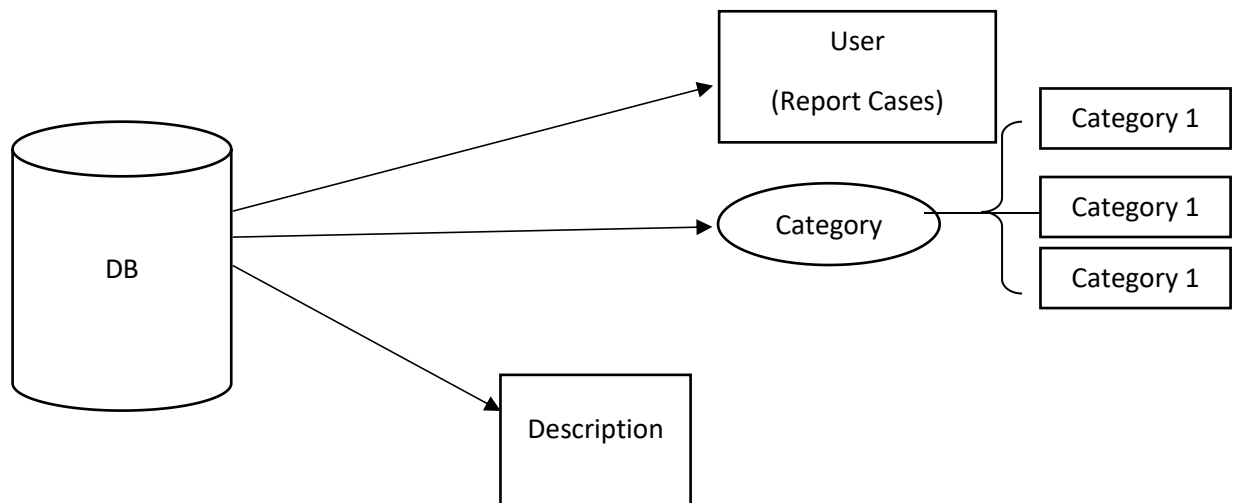 User
(Report Cases)
Category 1
DB
Category
Category 1
Category 1
Description